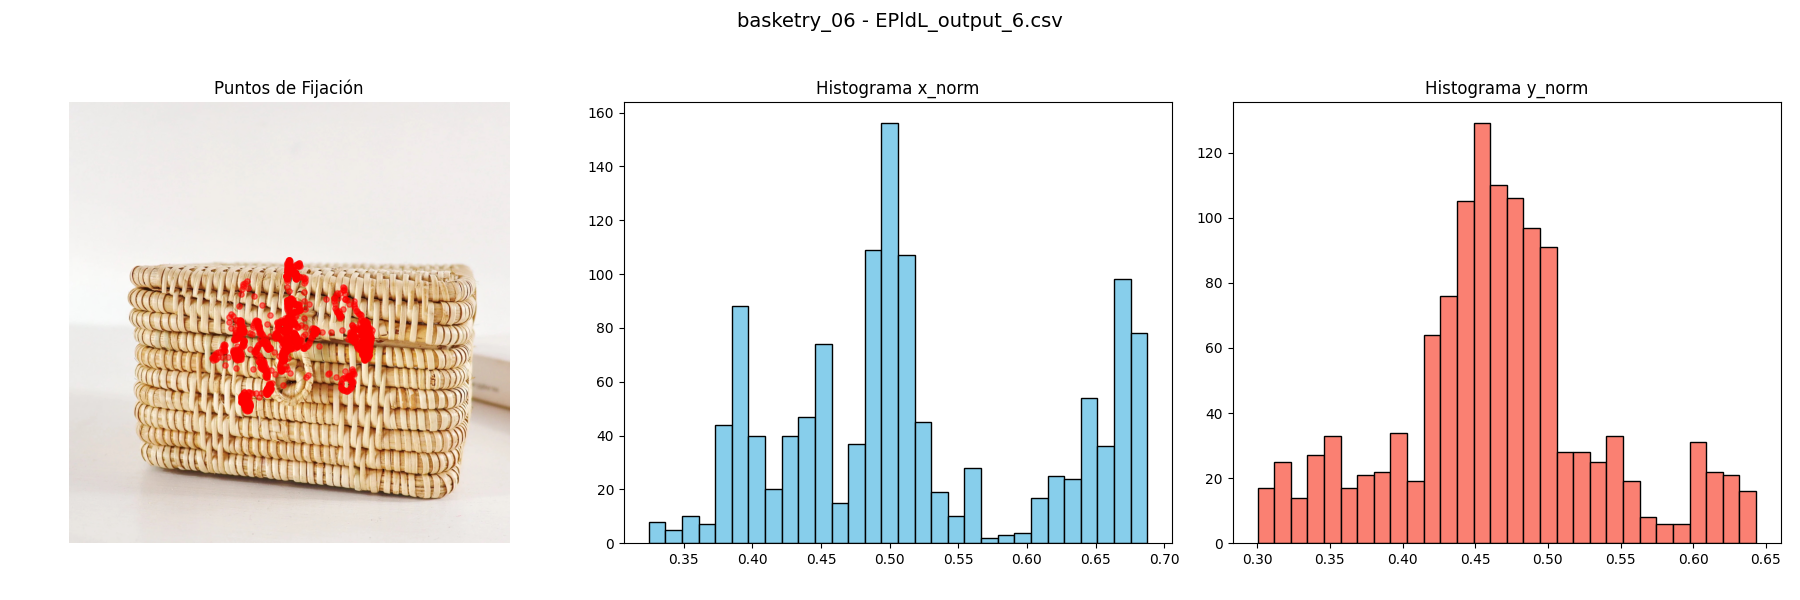 basketry_06 - EPldL_output_6.csv
Puntos de Fijación
Histograma x_norm
Histograma y_norm
160
140
120
100
80
60
40
20
0
0.35 0.40 0.45 0.50 0.55 0.60 0.65 0.70
120
100
80
60
40
20
0
0.30 0.35 0.40 0.45 0.50 0.55 0.60 0.65